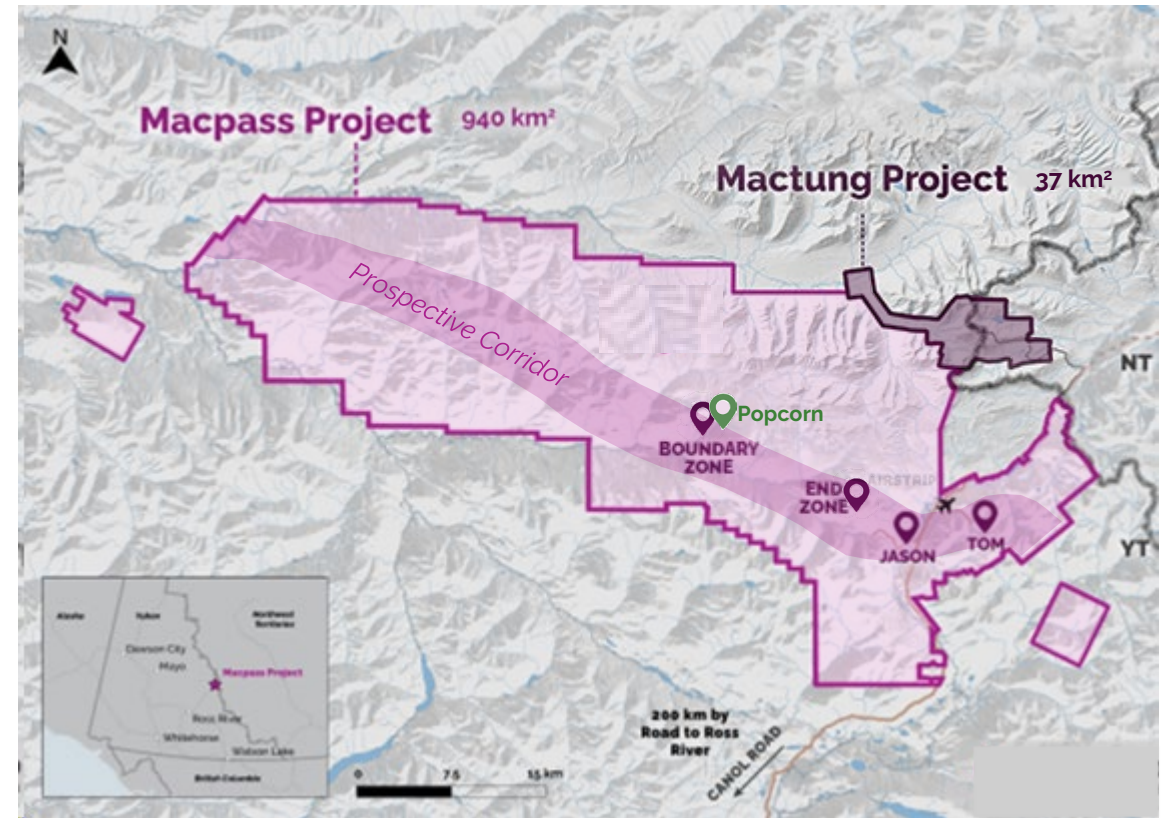 N
Macpass Project 940 km²
Mactung Project 37 km²
Prospective Corridor
Popcorn
BOUNDARY
ZONE
END
ZONE
AIRSTRIP
JASON
TOM
NT
YT
Alaska
Yukon
Northwest
Territories
Dawson City
Mayo
Macpass Project
Ross River
Whitehorse
Watson Lake
British Columbia
0 7.5 15 km
200 km by
Road to Ross
River
CANOL ROAD